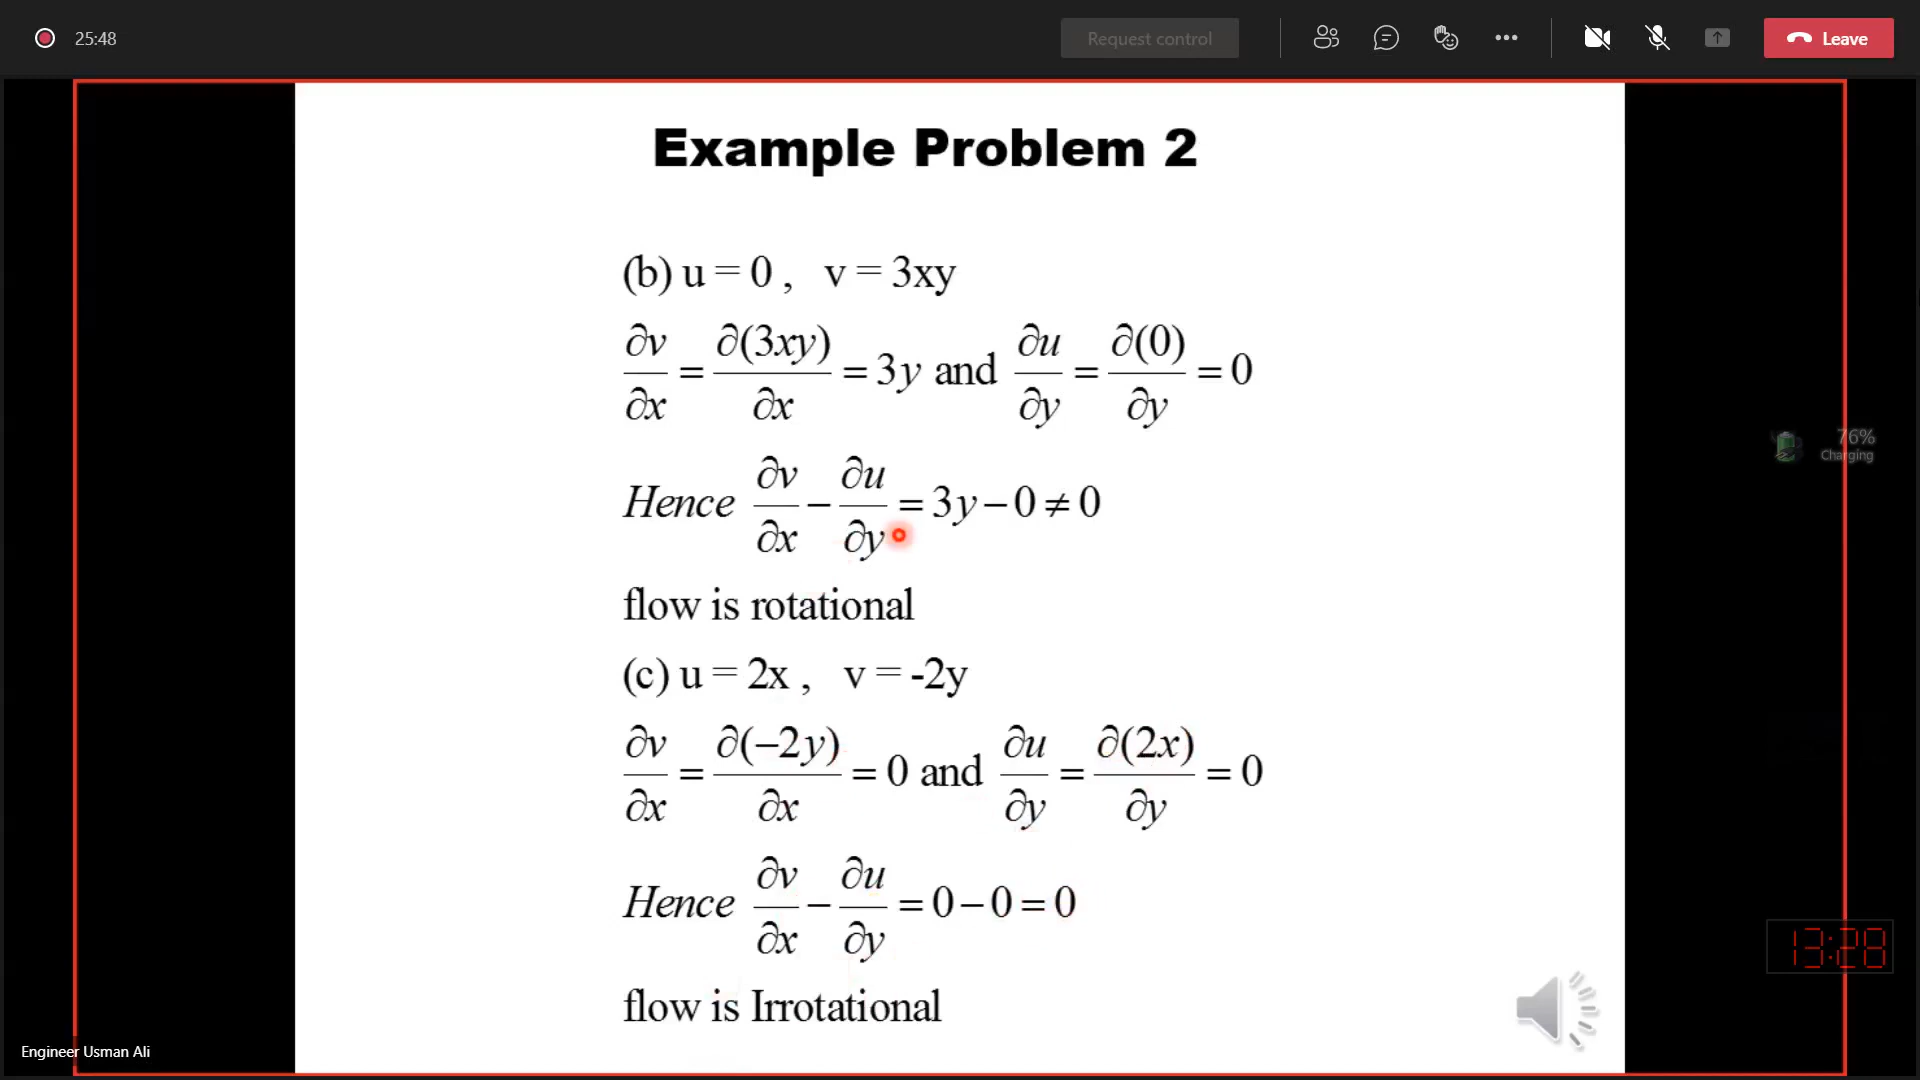 25:48
Request control
Leave
Example Problem 2
(b) u = 0 ,   v = 3xy
∂v/∂x = ∂(3xy)/∂x = 3y and ∂u/∂y = ∂(0)/∂y = 0
76%
Charging
Hence ∂v/∂x − ∂u/∂y = 3y − 0 ≠ 0
flow is rotational
(c) u = 2x ,   v = -2y
∂v/∂x = ∂(−2y)/∂x = 0 and ∂u/∂y = ∂(2x)/∂y = 0
Hence ∂v/∂x − ∂u/∂y = 0 − 0 = 0
13:28
flow is Irrotational
Engineer Usman Ali